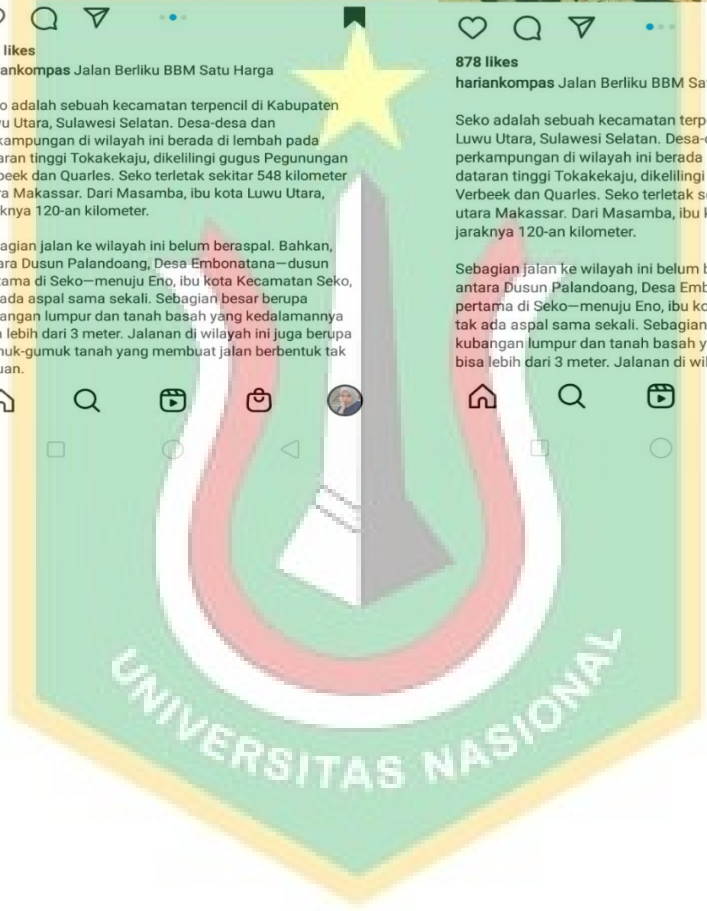 likes
ankompas Jalan Berliku BBM Satu Harga
o adalah sebuah kecamatan terpencil di Kabupaten
u Utara, Sulawesi Selatan. Desa-desa dan
kampungan di wilayah ini berada di lembah pada
aran tinggi Tokakekaju, dikelilingi gugus Pegunungan
beek dan Quarles. Seko terletak sekitar 548 kilometer
a Makassar. Dari Masamba, ibu kota Luwu Utara,
knya 120-an kilometer.
agian jalan ke wilayah ini belum beraspal. Bahkan,
ara Dusun Palandoang, Desa Embonatana—dusun
tama di Seko—menuju Eno, ibu kota Kecamatan Seko,
ada aspal sama sekali. Sebagian besar berupa
angan lumpur dan tanah basah yang kedalamannya
lebih dari 3 meter. Jalanan di wilayah ini juga berupa
nuk-gumuk tanah yang membuat jalan berbentuk tak
uan.
878 likes
hariankompas Jalan Berliku BBM Sa
Seko adalah sebuah kecamatan terp
Luwu Utara, Sulawesi Selatan. Desa-d
perkampungan di wilayah ini berada
dataran tinggi Tokakekaju, dikelilingi
Verbeek dan Quarles. Seko terletak se
utara Makassar. Dari Masamba, ibu k
jaraknya 120-an kilometer.
Sebagian jalan ke wilayah ini belum b
antara Dusun Palandoang, Desa Emb
pertama di Seko—menuju Eno, ibu ko
tak ada aspal sama sekali. Sebagian
kubangan lumpur dan tanah basah y
bisa lebih dari 3 meter. Jalanan di wil
UNIVERSITAS NASIONAL